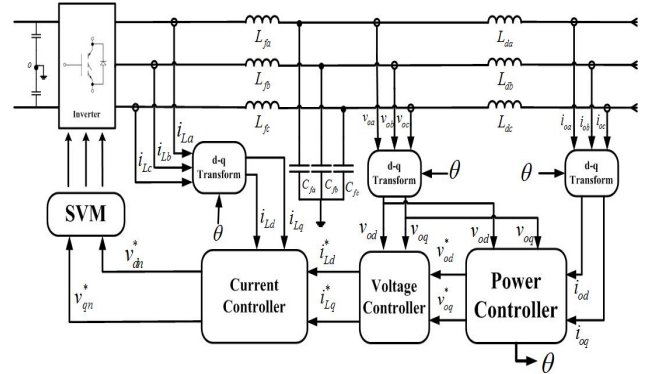 L_fa
L_da
o
L_fb
L_db
Inverter
L_fc
L_dc
v_oa
v_ob
v_oc
i_oa
i_ob
i_oc
i_La
i_Lb
i_Lc
d-q
Transform
C_fa
C_fb
C_fc
d-q
Transform
θ
θ
d-q
Transform
SVM
θ
i_Ld
i_Lq
v_od
v_oq
v_od
v_oq
v*_dn
v*_qn
Current
Controller
i*_Ld
i*_Lq
Voltage
Controller
v*_od
v*_oq
Power
Controller
i_od
i_oq
θ